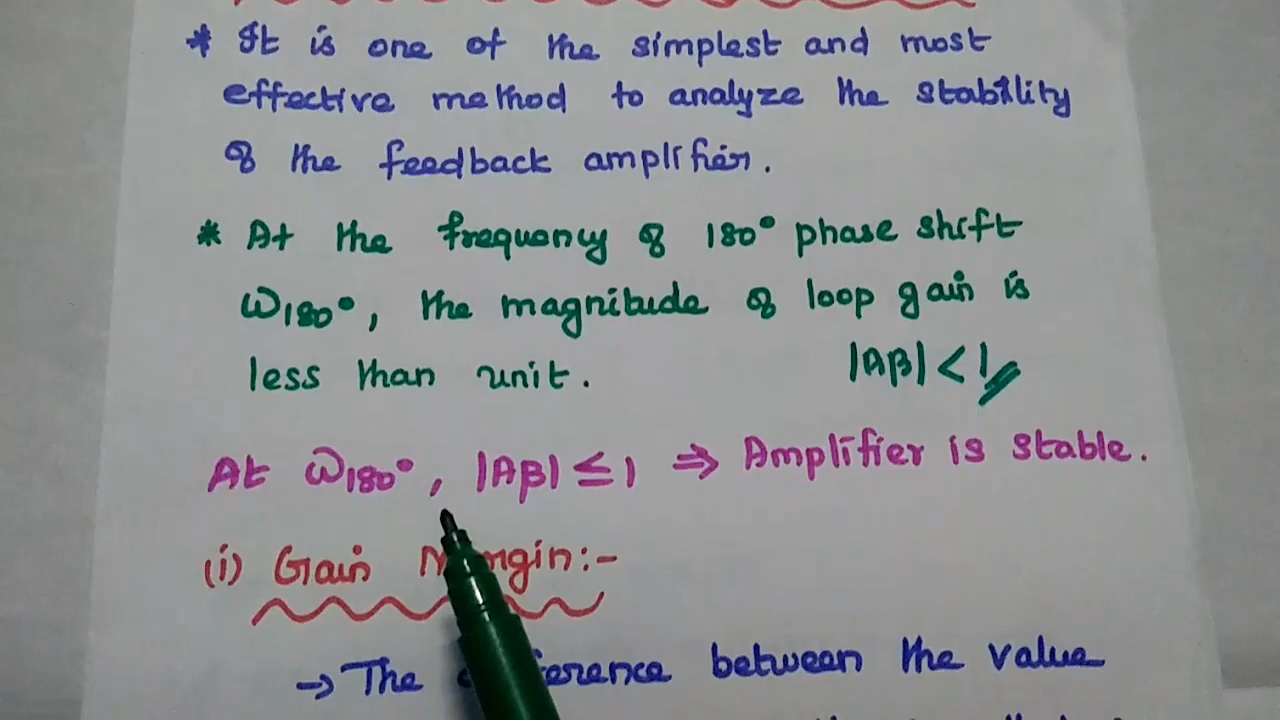 * It is one of the simplest and most
effective method to analyze the stability
of the feedback amplifier.
* At the frequency of 180° phase shift
ω180°, the magnitude of loop gain is
less than unit. |Aβ| < 1
At ω180°, |Aβ| ≤ 1 ⇒ Amplifier is stable.
(i) Gain Margin:-
→ The difference between the value